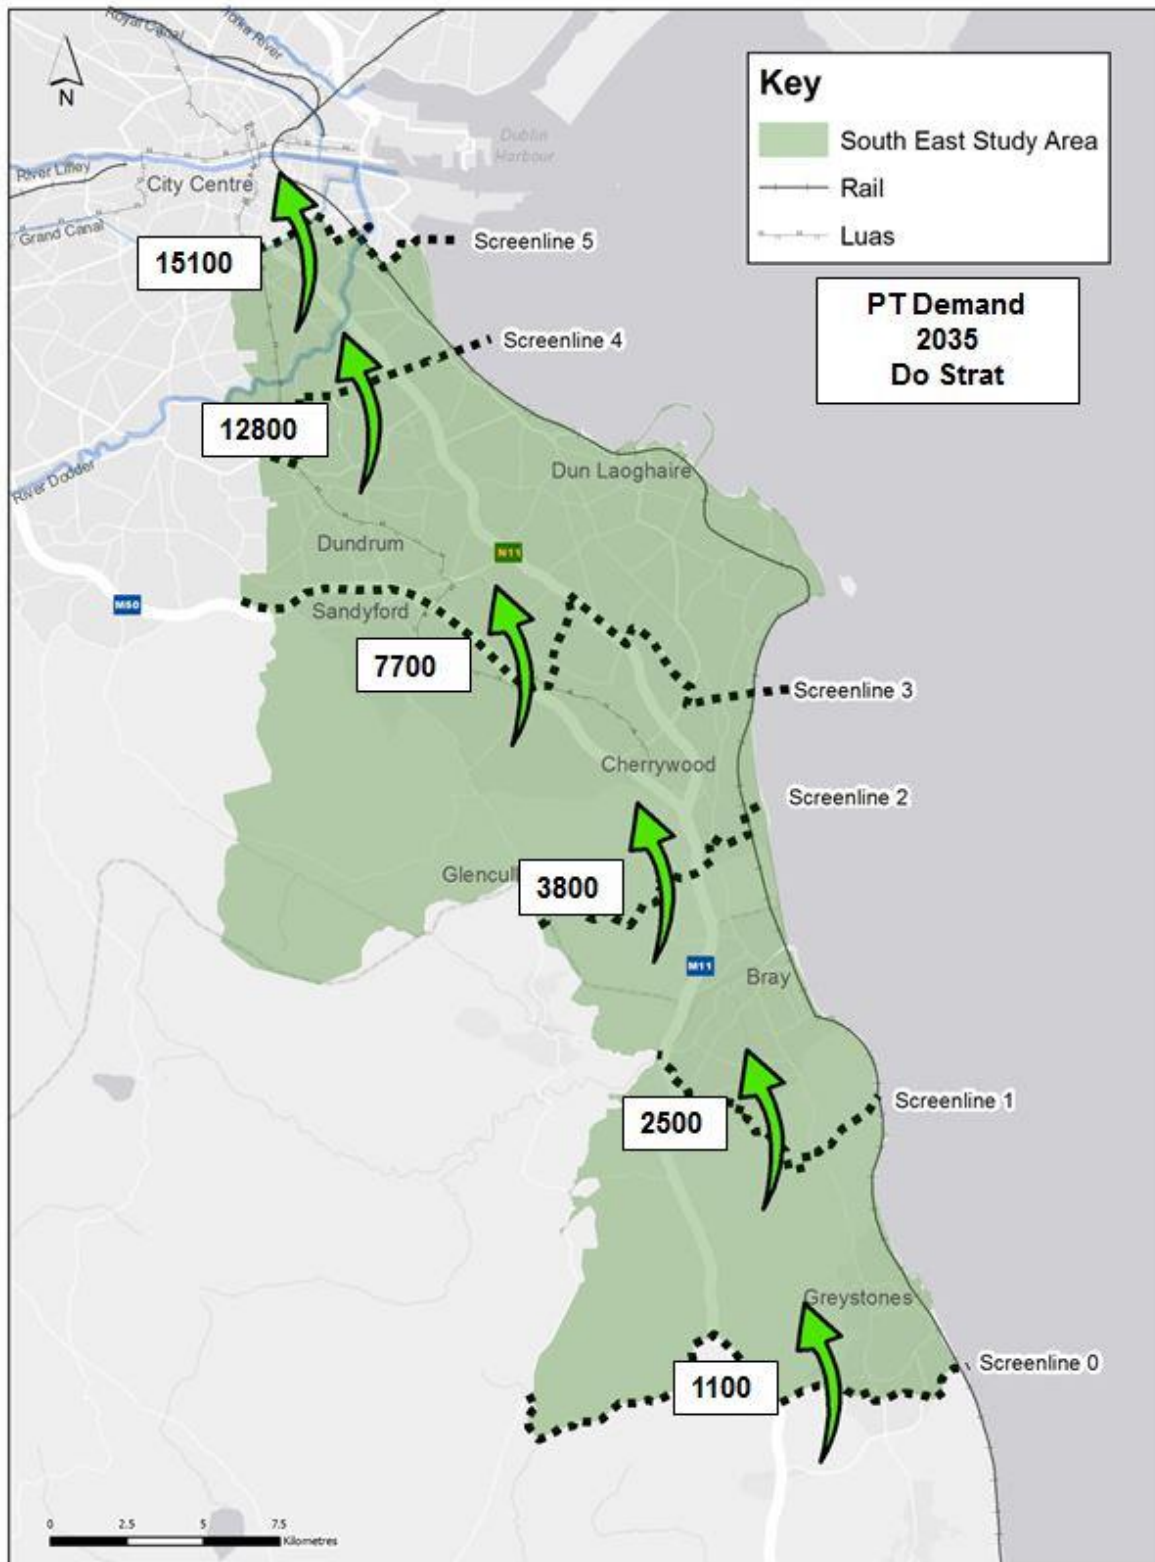 Royal Canal
Tolka River
N
Key
South East Study Area
Rail
Luas
Dublin
Harbour
River Liffey
City Centre
Grand Canal
Screenline 5
15100
PT Demand
2035
Do Strat
Screenline 4
12800
River Dodder
Dun Laoghaire
Dundrum
N11
M50
Sandyford
7700
Screenline 3
Cherrywood
Screenline 2
Glencull
3800
M11
Bray
Screenline 1
2500
Greystones
Screenline 0
1100
0 2.5 5 7.5
Kilometres